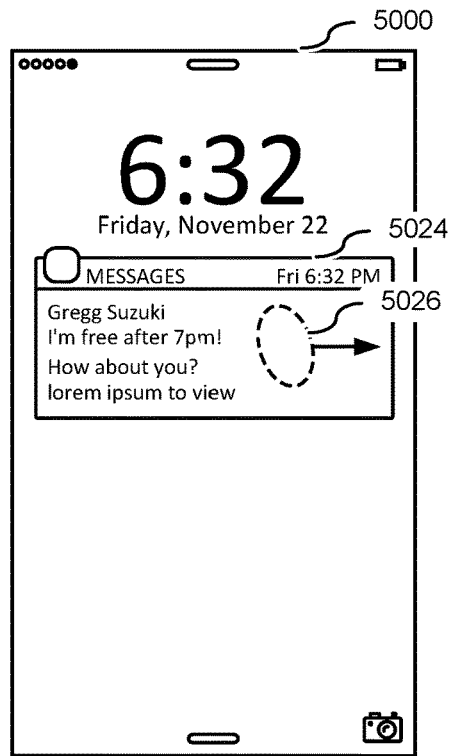 5000
6:32
Friday, November 22
5024
MESSAGES Fri 6:32 PM
5026
Gregg Suzuki
I'm free after 7pm!
How about you?
lorem ipsum to view